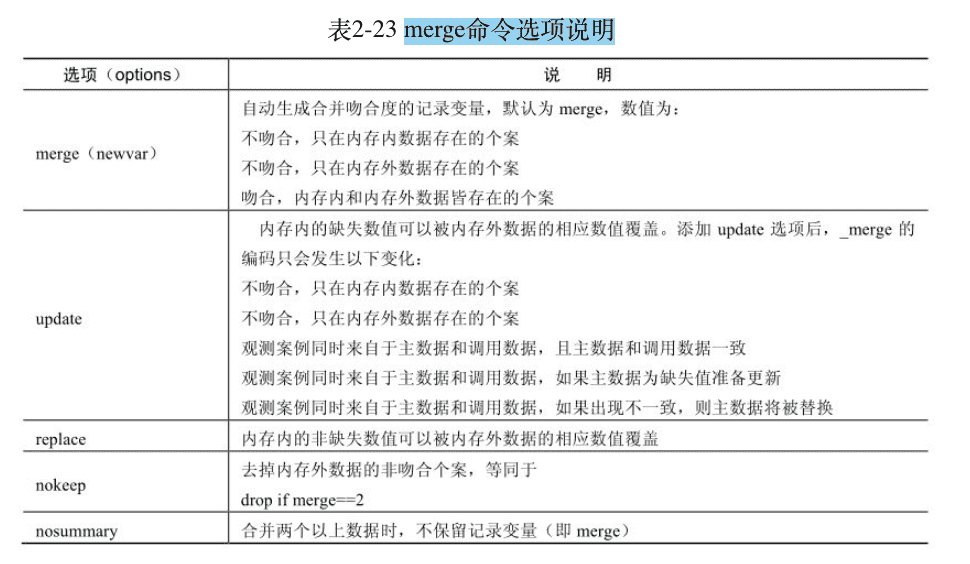 表2-23 merge命令选项说明
选项（options） 说 明
merge（newvar）
自动生成合并吻合度的记录变量，默认为 merge，数值为：
不吻合，只在内存内数据存在的个案
不吻合，只在内存外数据存在的个案
吻合，内存内和内存外数据皆存在的个案
update
内存内的缺失数值可以被内存外数据的相应数值覆盖。添加 update 选项后，_merge 的
编码只会发生以下变化：
不吻合，只在内存内数据存在的个案
不吻合，只在内存外数据存在的个案
观测案例同时来自于主数据和调用数据，且主数据和调用数据一致
观测案例同时来自于主数据和调用数据，如果主数据为缺失值准备更新
观测案例同时来自于主数据和调用数据，如果出现不一致，则主数据将被替换
replace 内存内的非缺失数值可以被内存外数据的相应数值覆盖
nokeep
去掉内存外数据的非吻合个案，等同于
drop if merge==2
nosummary 合并两个以上数据时，不保留记录变量（即 merge）